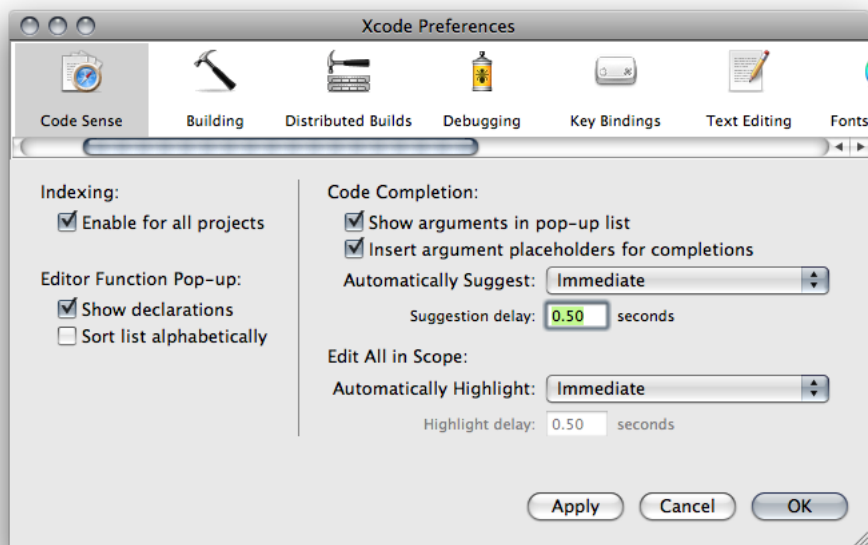 Xcode Preferences
Code Sense
Building
Distributed Builds
Debugging
Key Bindings
Text Editing
Fonts
Indexing:
Enable for all projects
Editor Function Pop-up:
Show declarations
Sort list alphabetically
Code Completion:
Show arguments in pop-up list
Insert argument placeholders for completions
Automatically Suggest: Immediate
Suggestion delay: 0.50 seconds
Edit All in Scope:
Automatically Highlight: Immediate
Highlight delay: 0.50 seconds
Apply
Cancel
OK